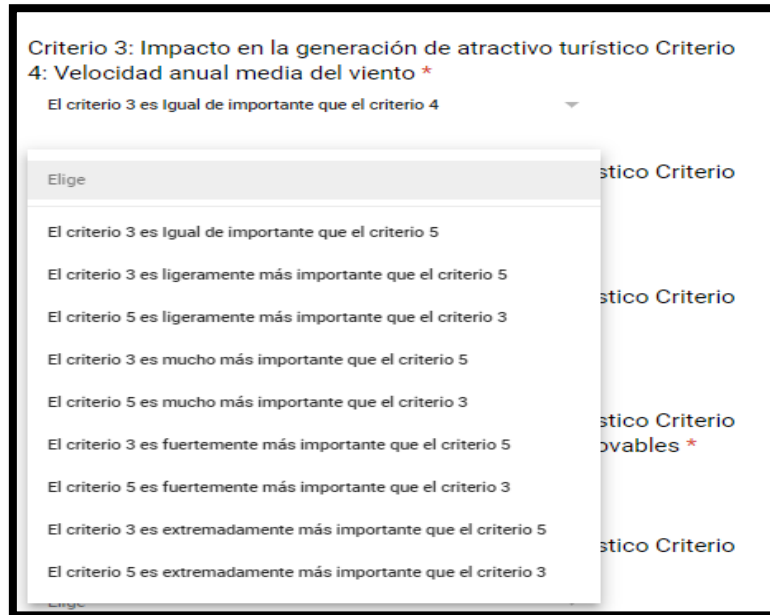 Criterio 3: Impacto en la generación de atractivo turístico Criterio
4: Velocidad anual media del viento *
El criterio 3 es Igual de importante que el criterio 4
Elige
stico Criterio
El criterio 3 es Igual de importante que el criterio 5
El criterio 3 es ligeramente más importante que el criterio 5
stico Criterio
El criterio 5 es ligeramente más importante que el criterio 3
El criterio 3 es mucho más importante que el criterio 5
El criterio 5 es mucho más importante que el criterio 3
stico Criterio
El criterio 3 es fuertemente más importante que el criterio 5
ovables *
El criterio 5 es fuertemente más importante que el criterio 3
El criterio 3 es extremadamente más importante que el criterio 5
stico Criterio
El criterio 5 es extremadamente más importante que el criterio 3
Elige